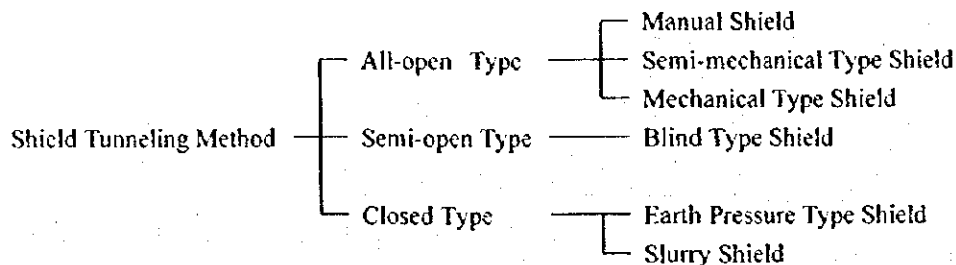 Manual Shield
All-open Type
Semi-mechanical Type Shield
Mechanical Type Shield
Shield Tunneling Method
Semi-open Type
Blind Type Shield
Closed Type
Earth Pressure Type Shield
Slurry Shield